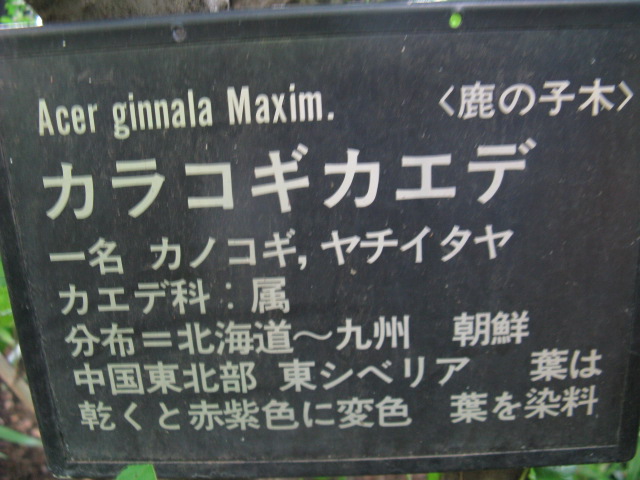 Acer ginnala Maxim. 〈鹿の子木〉
カラコギカエデ
一名 カノコギ, ヤチイタヤ
カエデ科：属
分布＝北海道～九州 朝鮮
中国東北部 東シベリア 葉は
乾くと赤紫色に変色 葉を染料